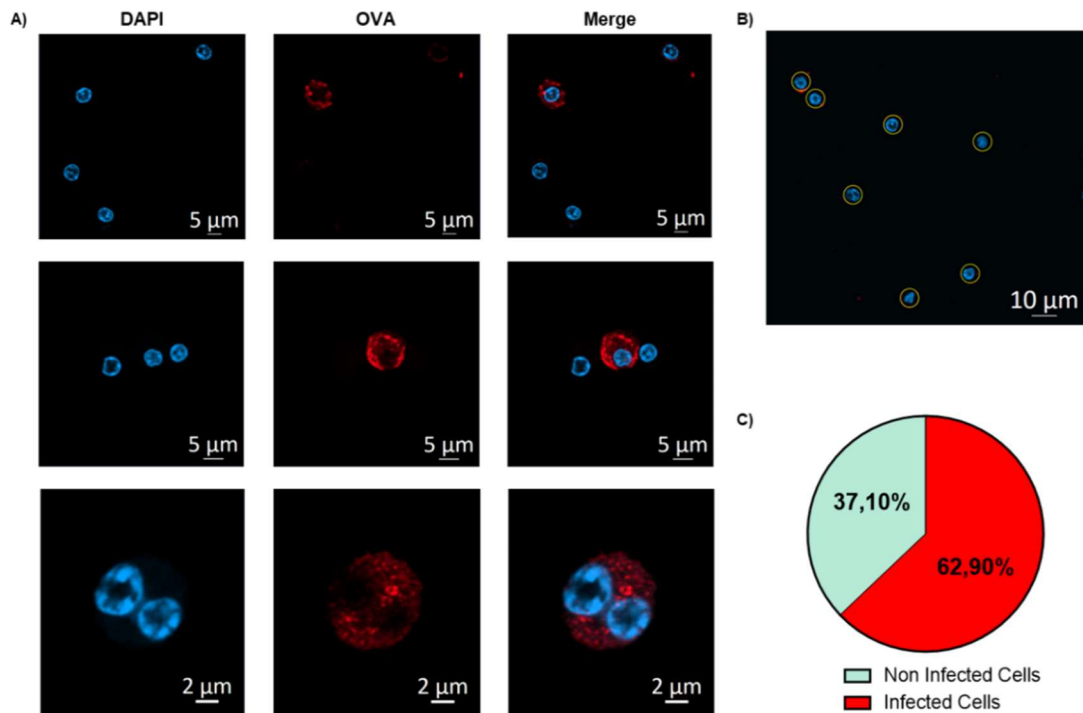 A)
DAPI
OVA
Merge
5 μm
5 μm
5 μm
5 μm
5 μm
5 μm
2 μm
2 μm
2 μm
B)
10 μm
C)
37,10%
62,90%
Non Infected Cells
Infected Cells